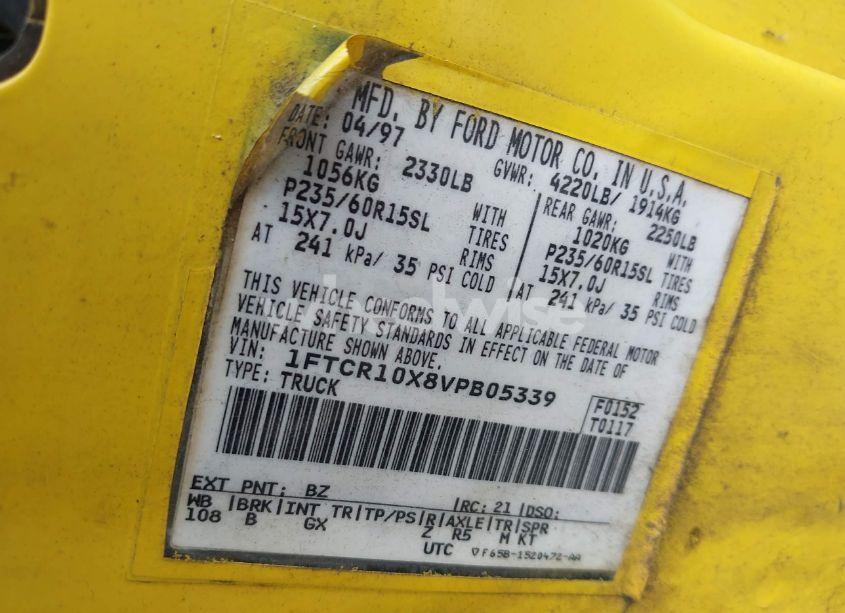 MFD. BY FORD MOTOR CO. IN U.S.A.
DATE: 04/97 GVWR: 4220LB/ 1914KG
FRONT GAWR: 2330LB REAR GAWR: 2250LB
1056KG WITH 1020KG WITH
P235/60R15SL TIRES P235/60R15SL TIRES
15X7.0J RIMS 15X7.0J RIMS
AT 241 kPa/ 35 PSI COLD AT 241 kPa/ 35 PSI COLD
THIS VEHICLE CONFORMS TO ALL APPLICABLE FEDERAL MOTOR
VEHICLE SAFETY STANDARDS IN EFFECT ON THE DATE OF
MANUFACTURE SHOWN ABOVE.
VIN: 1FTCR10X8VPB05339
TYPE: TRUCK
F0152
T0117
EXT PNT: BZ RC: 21 DSO:
WB BRK INT TR TP/PS R AXLE TR SPR
108 B GX Z R5 M KT
UTC ▽F65B-1520472-AA
wheelwise